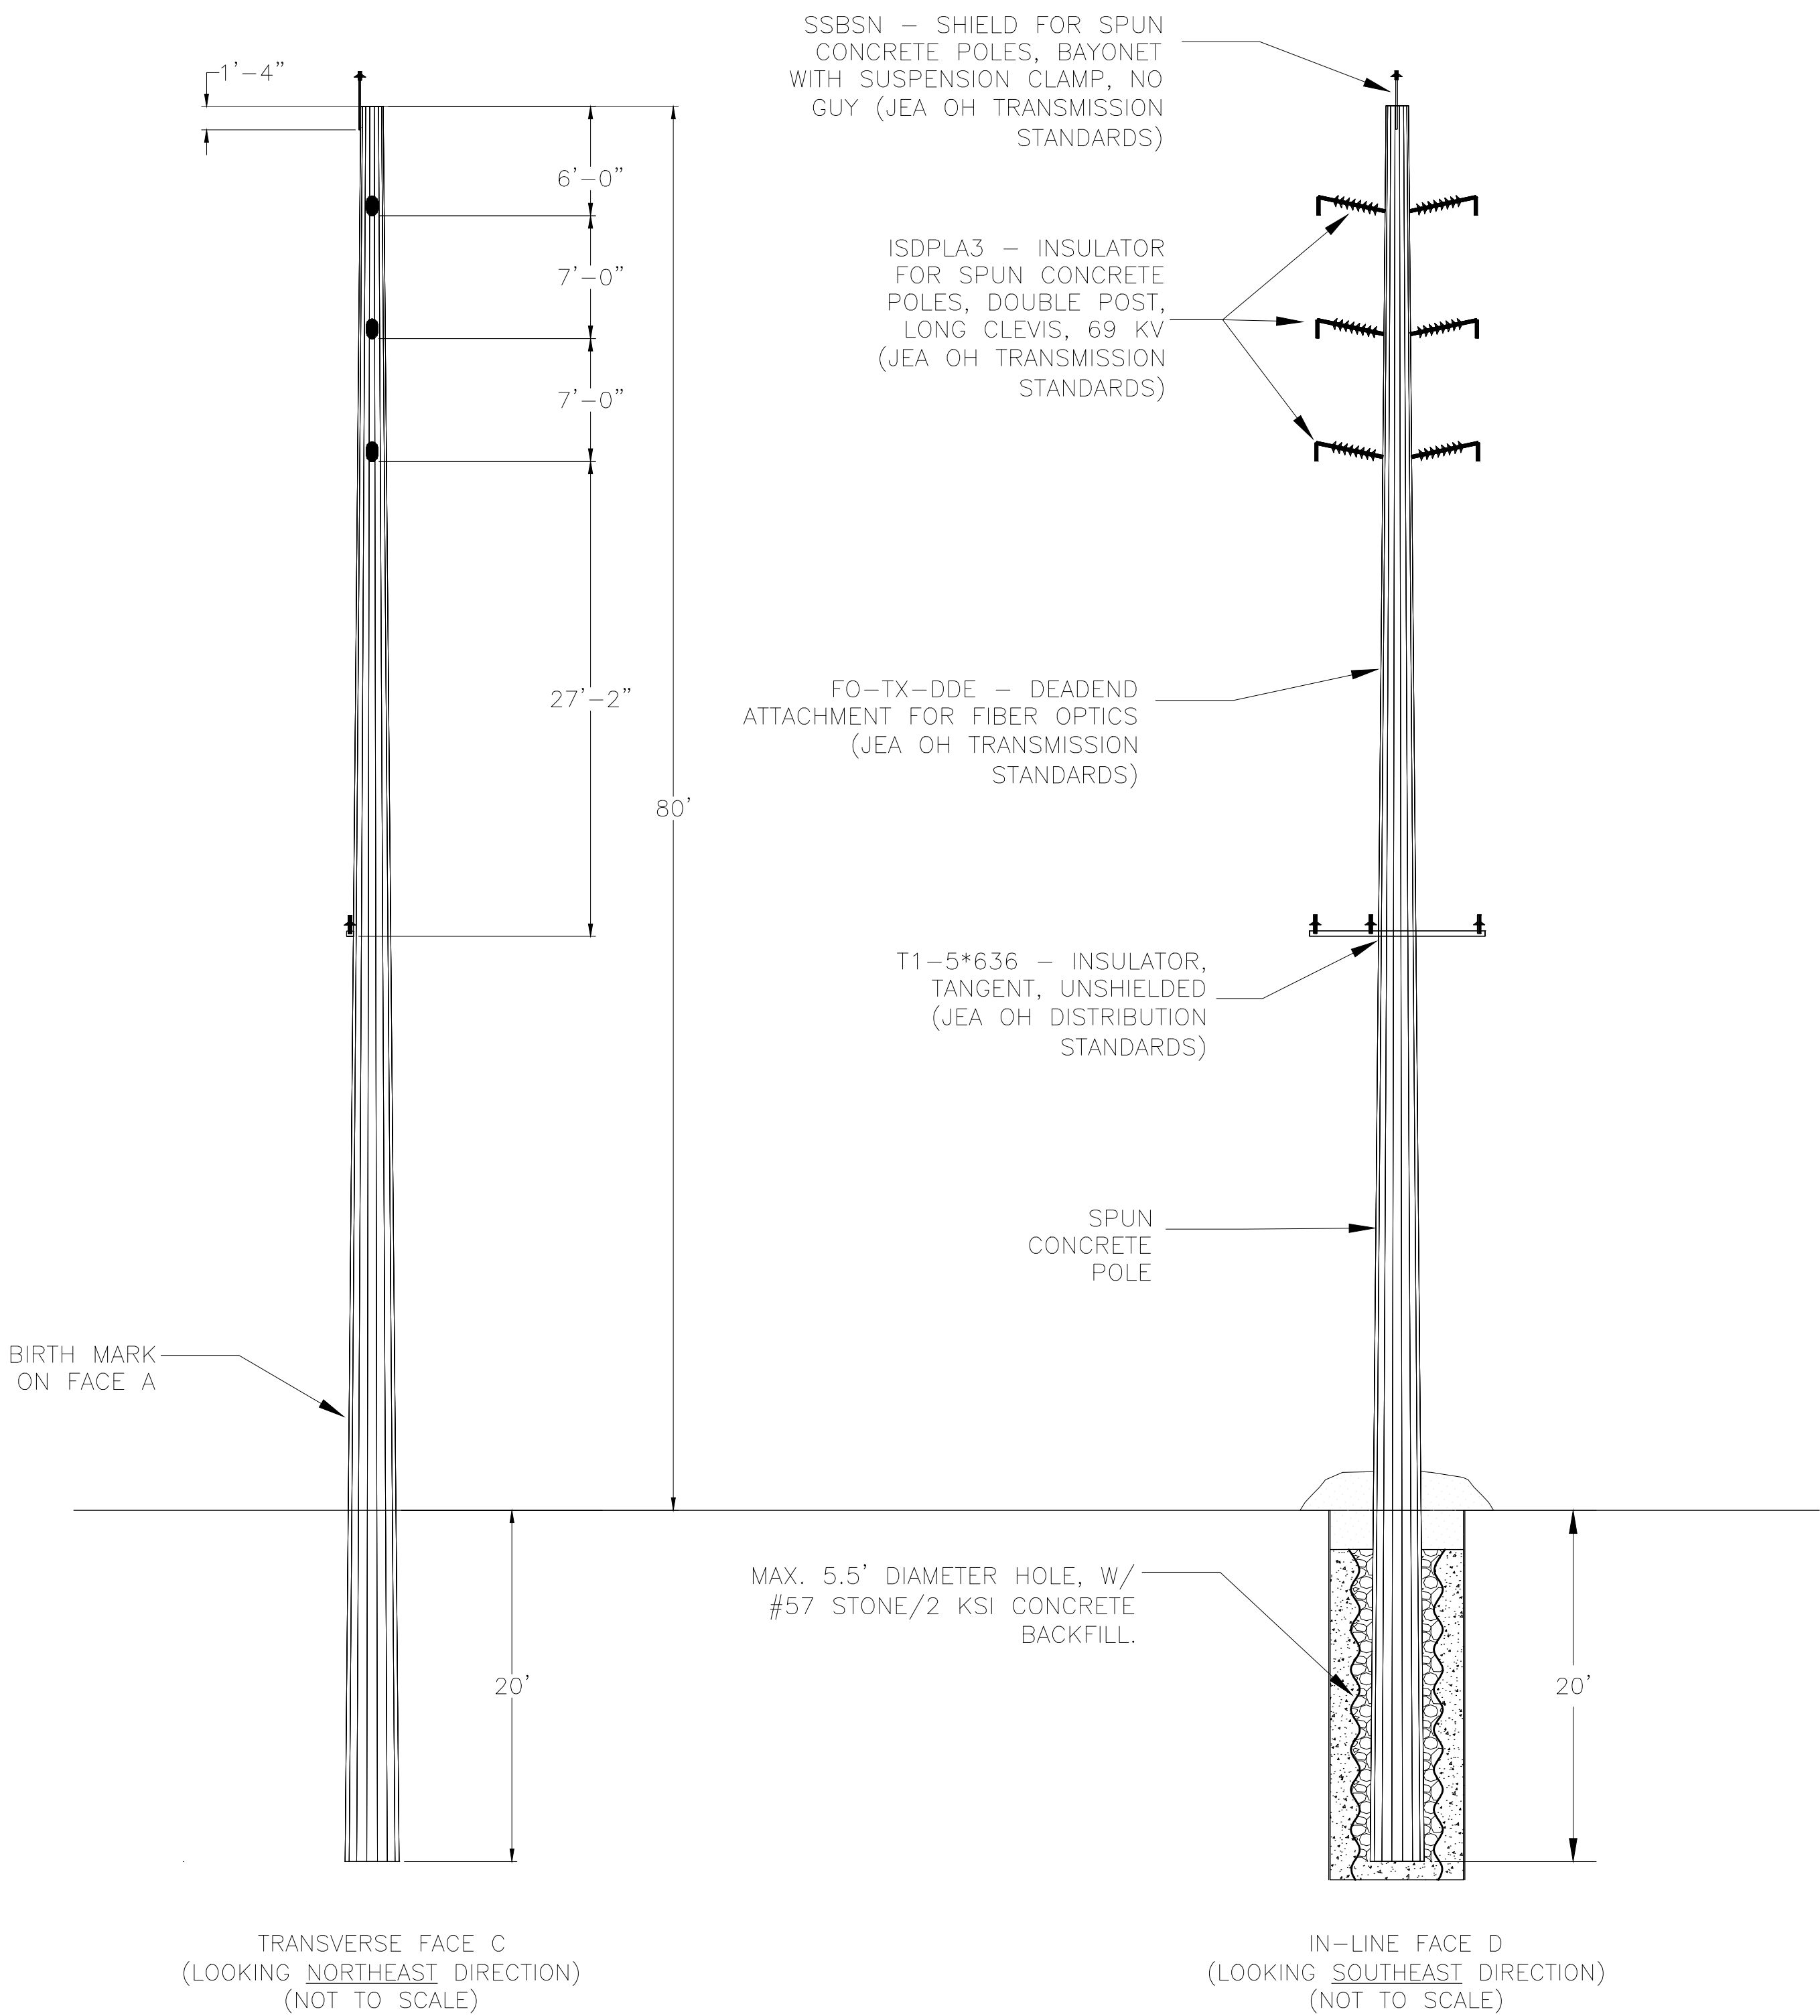 1'-4"
6'-0"
7'-0"
7'-0"
27'-2"
80'
BIRTH MARK
ON FACE A
20'
TRANSVERSE FACE C
(LOOKING NORTHEAST DIRECTION)
(NOT TO SCALE)
SSBSN – SHIELD FOR SPUN
CONCRETE POLES, BAYONET
WITH SUSPENSION CLAMP, NO
GUY (JEA OH TRANSMISSION
STANDARDS)
ISDPLA3 – INSULATOR
FOR SPUN CONCRETE
POLES, DOUBLE POST,
LONG CLEVIS, 69 KV
(JEA OH TRANSMISSION
STANDARDS)
FO-TX-DDE – DEADEND
ATTACHMENT FOR FIBER OPTICS
(JEA OH TRANSMISSION
STANDARDS)
T1-5*636 – INSULATOR,
TANGENT, UNSHIELDED
(JEA OH DISTRIBUTION
STANDARDS)
SPUN
CONCRETE
POLE
MAX. 5.5' DIAMETER HOLE, W/
#57 STONE/2 KSI CONCRETE
BACKFILL.
20'
IN-LINE FACE D
(LOOKING SOUTHEAST DIRECTION)
(NOT TO SCALE)